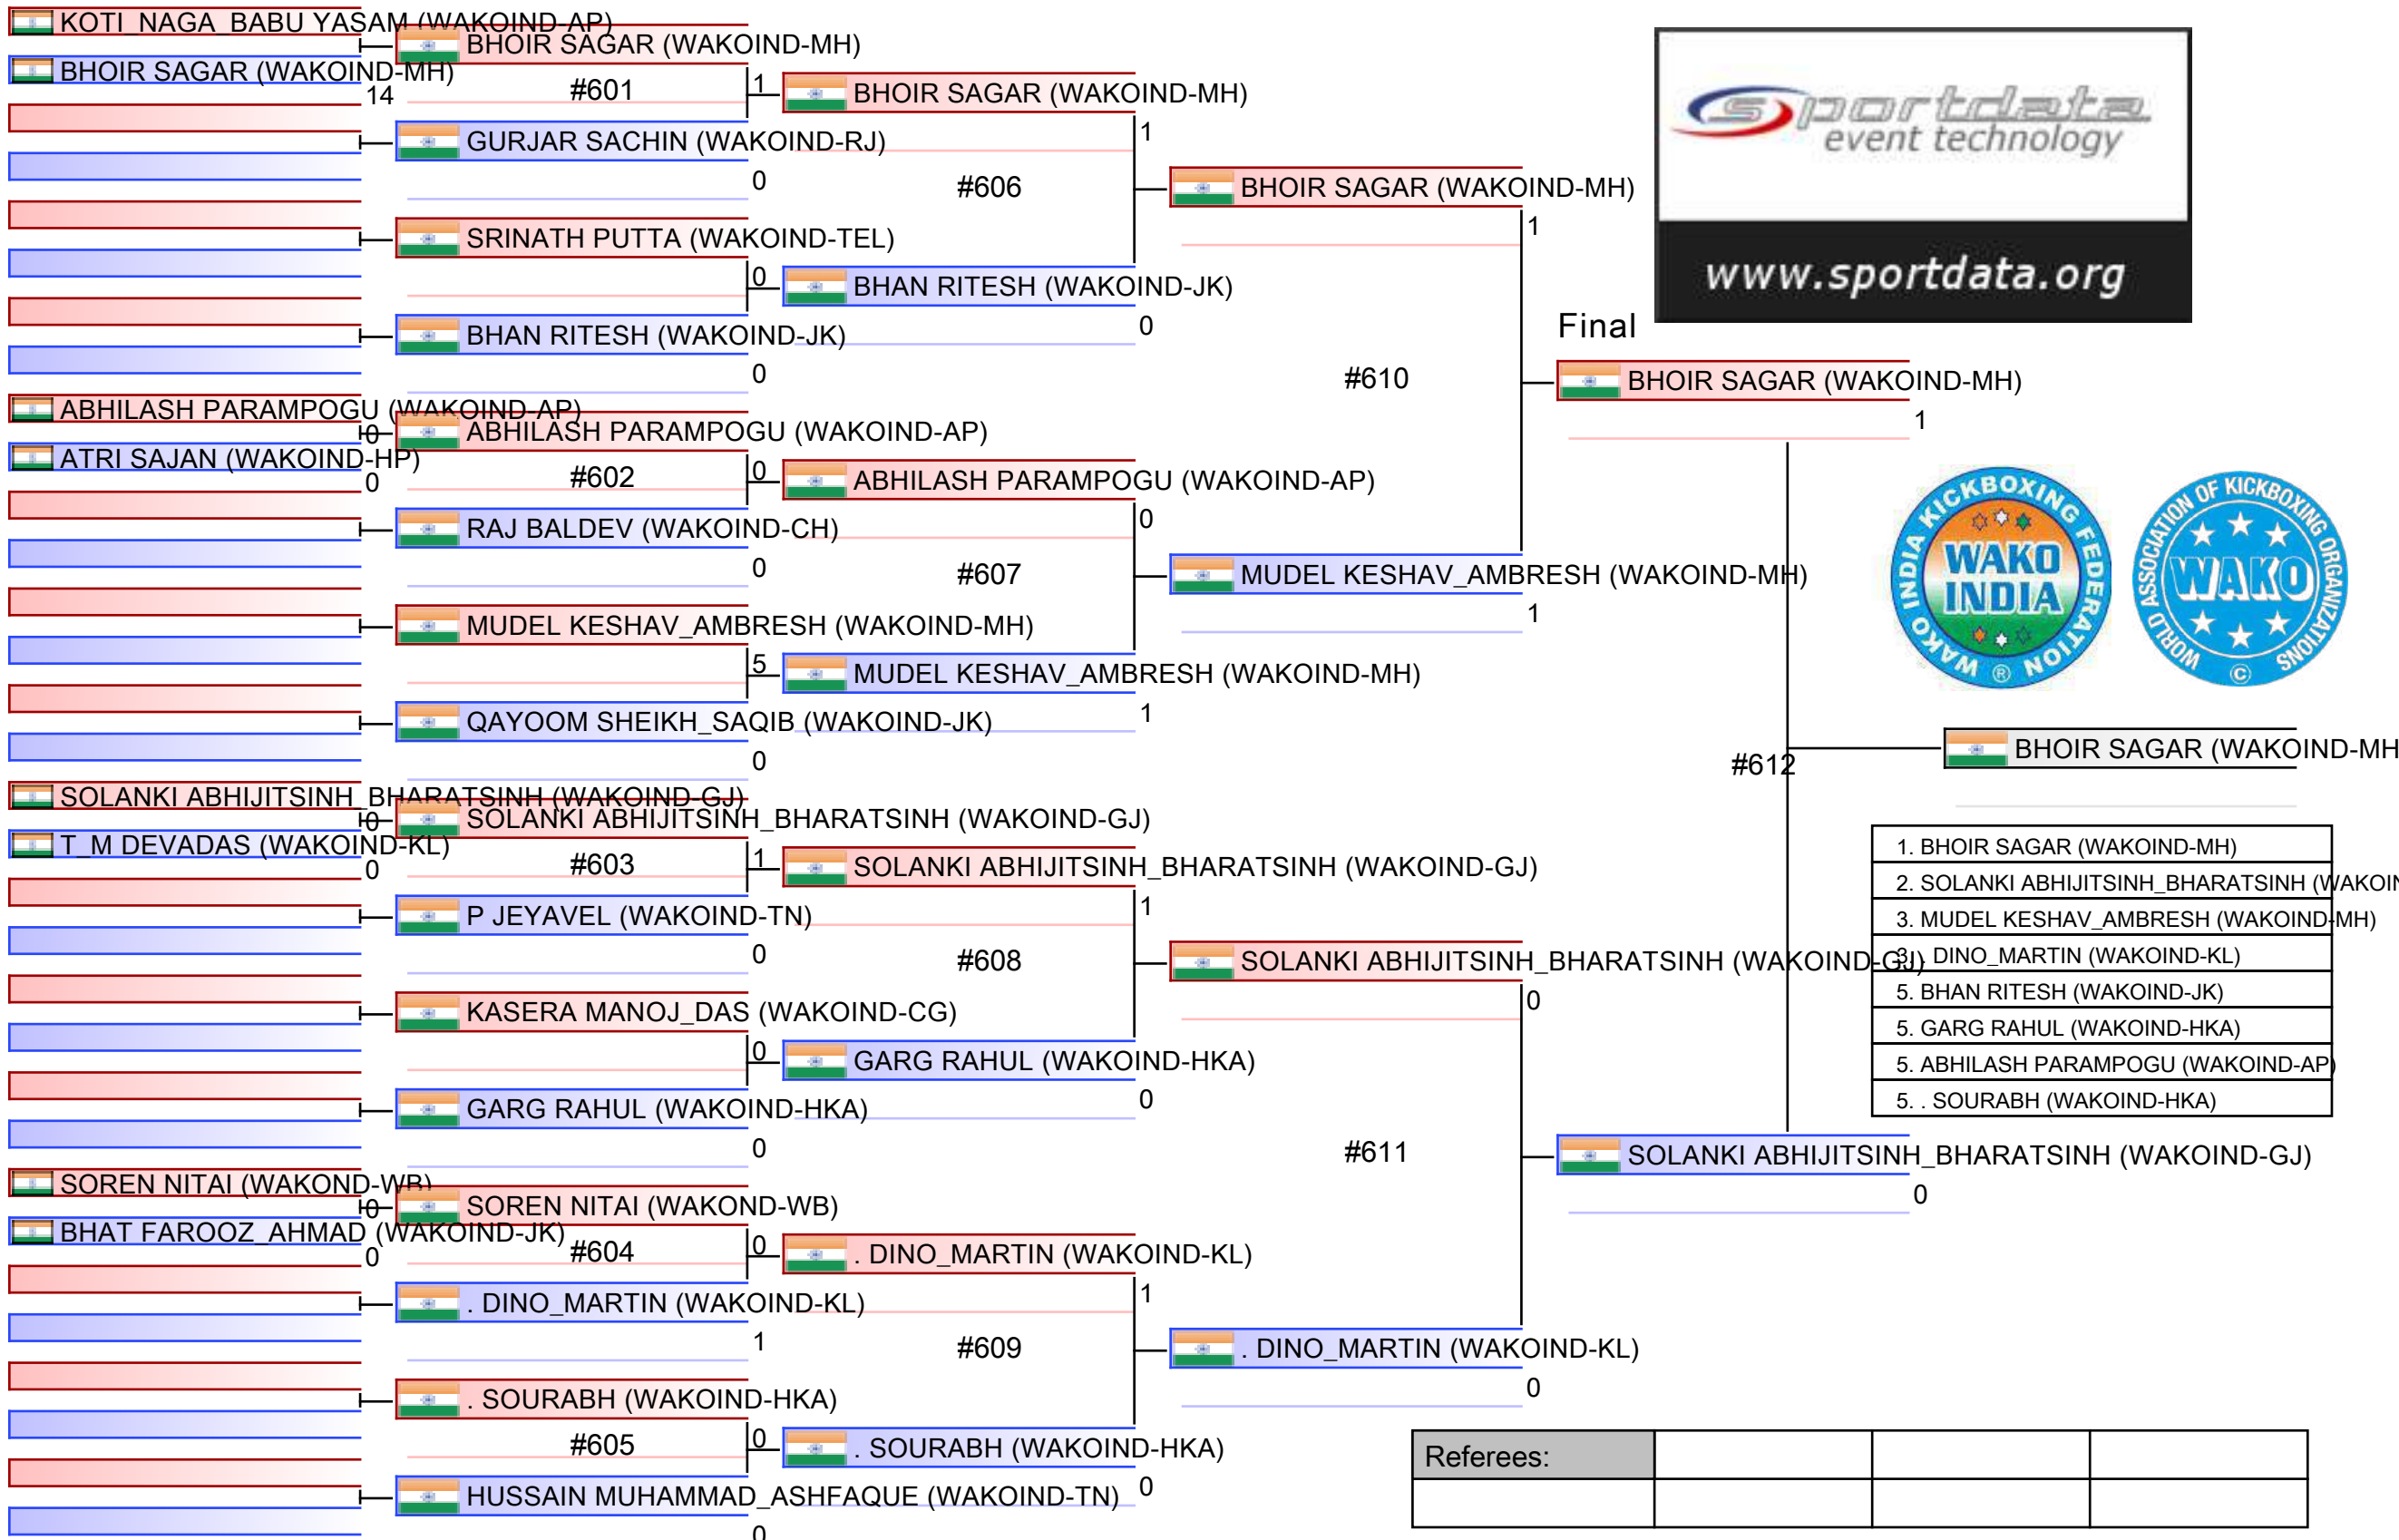 KOTI_NAGA_BABU YASAM (WAKOIND-AP)
BHOIR SAGAR (WAKOIND-MH)
14
ABHILASH PARAMPOGU (WAKOIND-AP)
0
ATRI SAJAN (WAKOIND-HP)
0
SOLANKI ABHIJITSINH_BHARATSINH (WAKOIND-GJ)
0
T_M DEVADAS (WAKOIND-KL)
0
SOREN NITAI (WAKOND-WB)
0
BHAT FAROOZ_AHMAD (WAKOIND-JK)
0
BHOIR SAGAR (WAKOIND-MH)
#601
1
GURJAR SACHIN (WAKOIND-RJ)
0
SRINATH PUTTA (WAKOIND-TEL)
0
BHAN RITESH (WAKOIND-JK)
0
ABHILASH PARAMPOGU (WAKOIND-AP)
#602
0
RAJ BALDEV (WAKOIND-CH)
0
MUDEL KESHAV_AMBRESH (WAKOIND-MH)
5
QAYOOM SHEIKH_SAQIB (WAKOIND-JK)
0
SOLANKI ABHIJITSINH_BHARATSINH (WAKOIND-GJ)
#603
1
P JEYAVEL (WAKOIND-TN)
0
KASERA MANOJ_DAS (WAKOIND-CG)
0
GARG RAHUL (WAKOIND-HKA)
0
SOREN NITAI (WAKOND-WB)
#604
0
. DINO_MARTIN (WAKOIND-KL)
1
. SOURABH (WAKOIND-HKA)
#605
0
HUSSAIN MUHAMMAD_ASHFAQUE (WAKOIND-TN)
0
BHOIR SAGAR (WAKOIND-MH)
1
#606
BHAN RITESH (WAKOIND-JK)
0
ABHILASH PARAMPOGU (WAKOIND-AP)
0
#607
MUDEL KESHAV_AMBRESH (WAKOIND-MH)
1
SOLANKI ABHIJITSINH_BHARATSINH (WAKOIND-GJ)
1
#608
GARG RAHUL (WAKOIND-HKA)
0
. DINO_MARTIN (WAKOIND-KL)
1
#609
. SOURABH (WAKOIND-HKA)
0
BHOIR SAGAR (WAKOIND-MH)
1
#610
MUDEL KESHAV_AMBRESH (WAKOIND-MH)
1
SOLANKI ABHIJITSINH_BHARATSINH (WAKOIND-GJ)
0
#611
. DINO_MARTIN (WAKOIND-KL)
0
Final
BHOIR SAGAR (WAKOIND-MH)
1
#612
SOLANKI ABHIJITSINH_BHARATSINH (WAKOIND-GJ)
0
sportdata
event technology
www.sportdata.org
WAKO INDIA KICKBOXING FEDERATION
WAKO
INDIA
®
WORLD ASSOCIATION OF KICKBOXING ORGANIZATIONS
WAKO
©
BHOIR SAGAR (WAKOIND-MH
1. BHOIR SAGAR (WAKOIND-MH)
2. SOLANKI ABHIJITSINH_BHARATSINH (WAKOIN
3. MUDEL KESHAV_AMBRESH (WAKOIND-MH)
3. . DINO_MARTIN (WAKOIND-KL)
5. BHAN RITESH (WAKOIND-JK)
5. GARG RAHUL (WAKOIND-HKA)
5. ABHILASH PARAMPOGU (WAKOIND-AP)
5. . SOURABH (WAKOIND-HKA)
Referees: